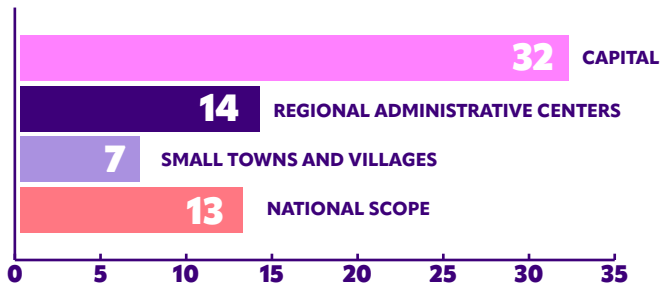 32 CAPITAL
14 REGIONAL ADMINISTRATIVE CENTERS
7 SMALL TOWNS AND VILLAGES
13 NATIONAL SCOPE
0 5 10 15 20 25 30 35